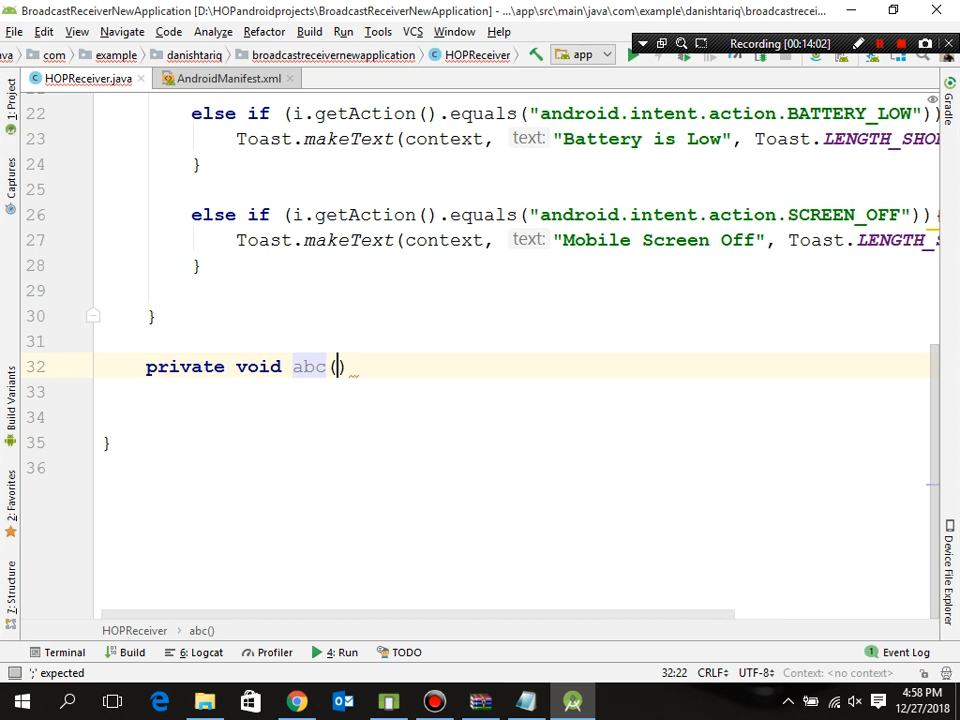 BroadcastReceiverNewApplication [D:\HOPandroidprojects\BroadcastReceiverNewApplication] - ...\app\src\main\java\com\example\danishtariq\broadcastrecei...
File Edit View Navigate Code Analyze Refactor Build Run Tools VCS Window Help
Recording [00:14:02]
ava com example danishtariq broadcastreceivernewapplication HOPReceiver app
HOPReceiver.java AndroidManifest.xml
1: Project
Captures
Build Variants
2: Favorites
7: Structure
Gradle
Device File Explorer
22 else if (i.getAction().equals("android.intent.action.BATTERY_LOW"))
23 Toast.makeText(context, text: "Battery is Low", Toast.LENGTH_SHO
24 }
25
26 else if (i.getAction().equals("android.intent.action.SCREEN_OFF")){
27 Toast.makeText(context, text: "Mobile Screen Off", Toast.LENGTH_S
28 }
29
30 }
31
32 private void abc()
33
34
35 }
36
HOPReceiver abc()
Terminal Build 6: Logcat Profiler 4: Run TODO 1 Event Log
';' expected 32:22 CRLF UTF-8 Context: <no context>
4:58 PM
12/27/2018